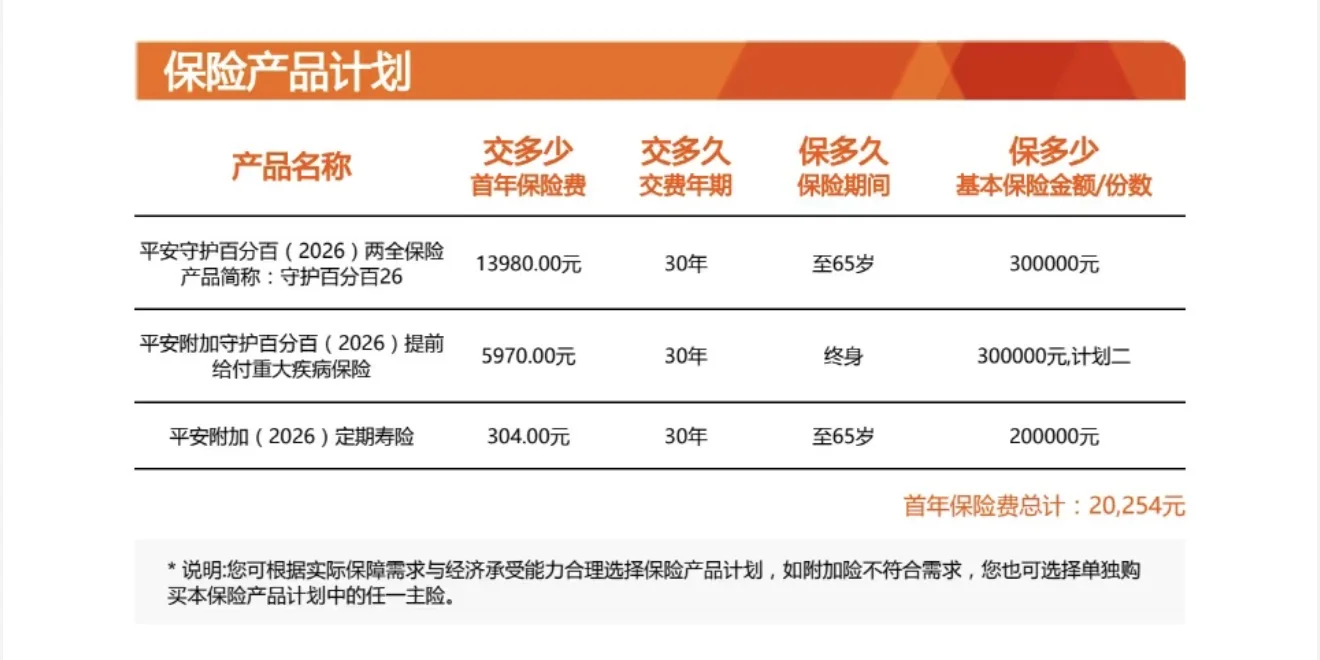 保险产品计划
产品名称 交多少 交多久 保多久 保多少
首年保险费 交费年期 保险期间 基本保险金额/份数
平安守护百分百（2026）两全保险
产品简称：守护百分百26 13980.00元 30年 至65岁 300000元
平安附加守护百分百（2026）提前
给付重大疾病保险 5970.00元 30年 终身 300000元,计划二
平安附加（2026）定期寿险 304.00元 30年 至65岁 200000元
首年保险费总计：20,254元
* 说明:您可根据实际保障需求与经济承受能力合理选择保险产品计划，如附加险不符合需求，您也可选择单独购
买本保险产品计划中的任一主险。